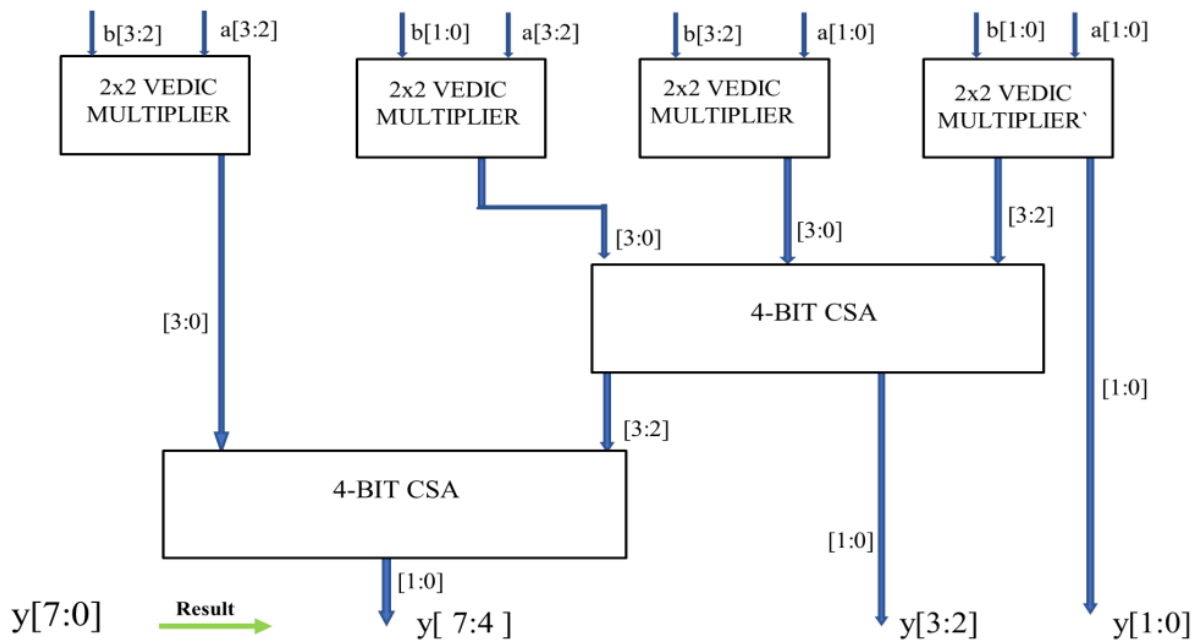 b[3:2]
a[3:2]
b[1:0]
a[3:2]
b[3:2]
a[1:0]
b[1:0]
a[1:0]
2x2 VEDIC
MULTIPLIER
2x2 VEDIC
MULTIPLIER
2x2 VEDIC
MULTIPLIER
2x2 VEDIC
MULTIPLIER`
[3:0]
[3:0]
[3:2]
4-BIT CSA
[3:0]
[1:0]
[3:2]
4-BIT CSA
[1:0]
[1:0]
y[7:0]
Result
y[ 7:4 ]
y[3:2]
y[1:0]